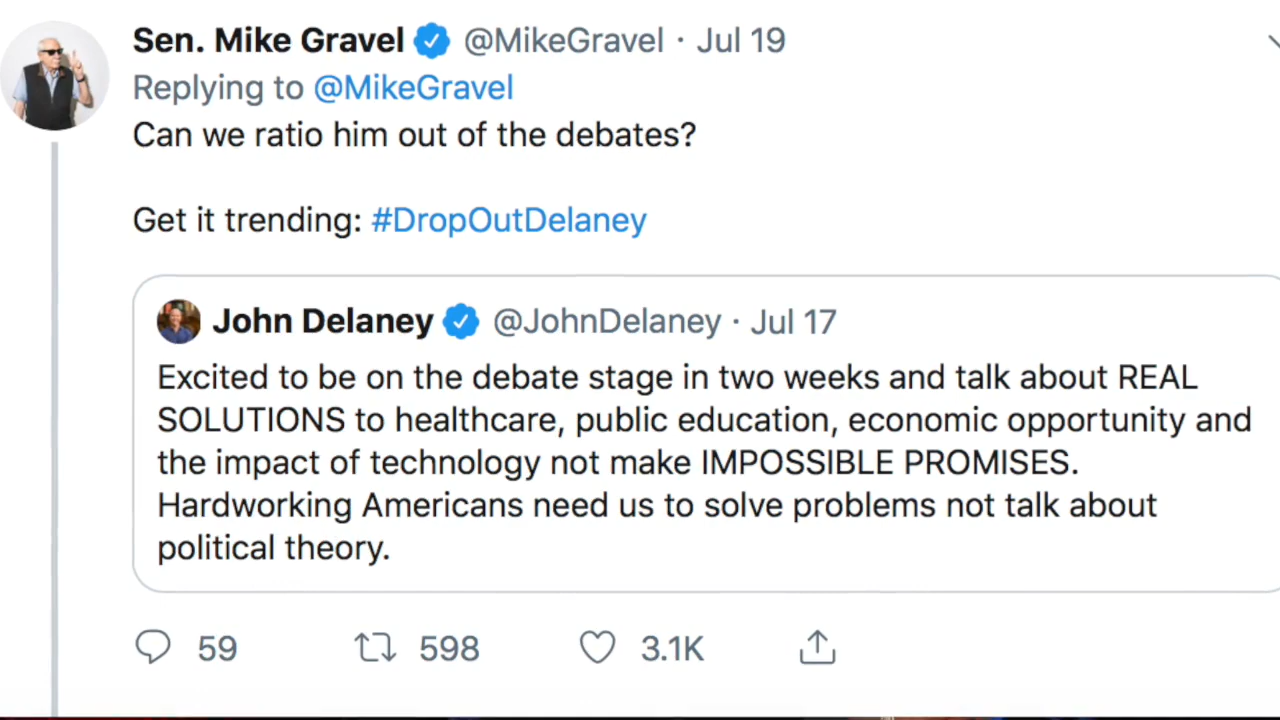 Sen. Mike Gravel @MikeGravel · Jul 19
Replying to @MikeGravel
Can we ratio him out of the debates?
Get it trending: #DropOutDelaney
John Delaney @JohnDelaney · Jul 17
Excited to be on the debate stage in two weeks and talk about REAL
SOLUTIONS to healthcare, public education, economic opportunity and
the impact of technology not make IMPOSSIBLE PROMISES.
Hardworking Americans need us to solve problems not talk about
political theory.
59 598 3.1K